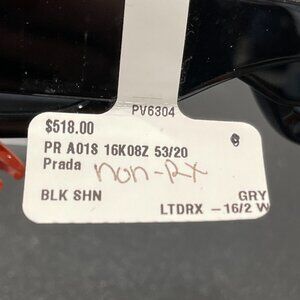 PV6304
$518.00
PR A01S 16K08Z 53/20
Prada non-Rx
BLK SHN GRY
LTDRX -16/2 W